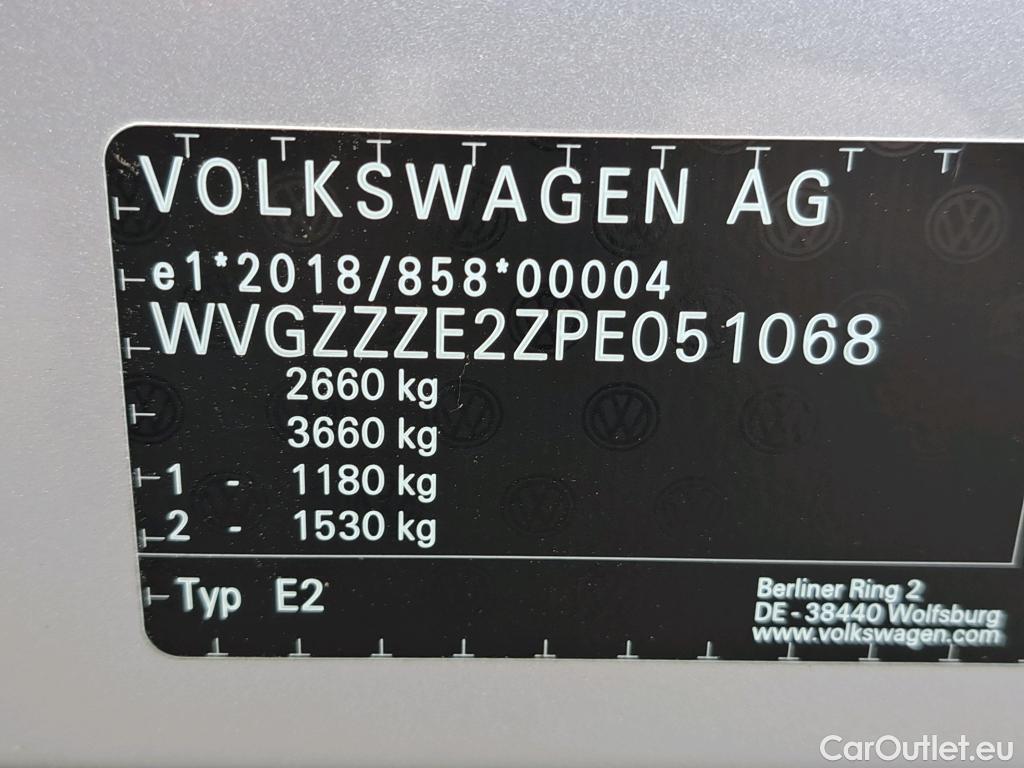 VOLKSWAGEN AG
e1*2018/858*00004
WVGZZZE2ZPE051068
2660 kg
3660 kg
1 - 1180 kg
2 - 1530 kg
Typ E2
Berliner Ring 2
DE - 38440 Wolfsburg
www.volkswagen.com
CarOutlet.eu